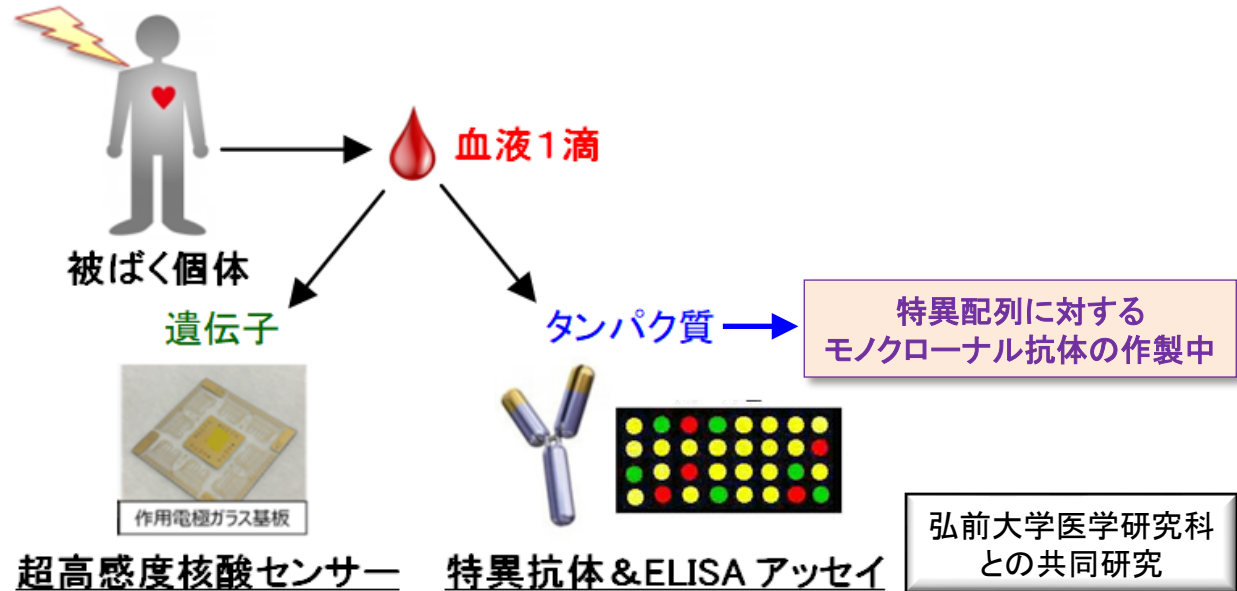 血液1滴
被ばく個体
遺伝子
タンパク質
特異配列に対する
モノクローナル抗体の作製中
作用電極ガラス基板
超高感度核酸センサー
特異抗体&ELISA アッセイ
弘前大学医学研究科
との共同研究